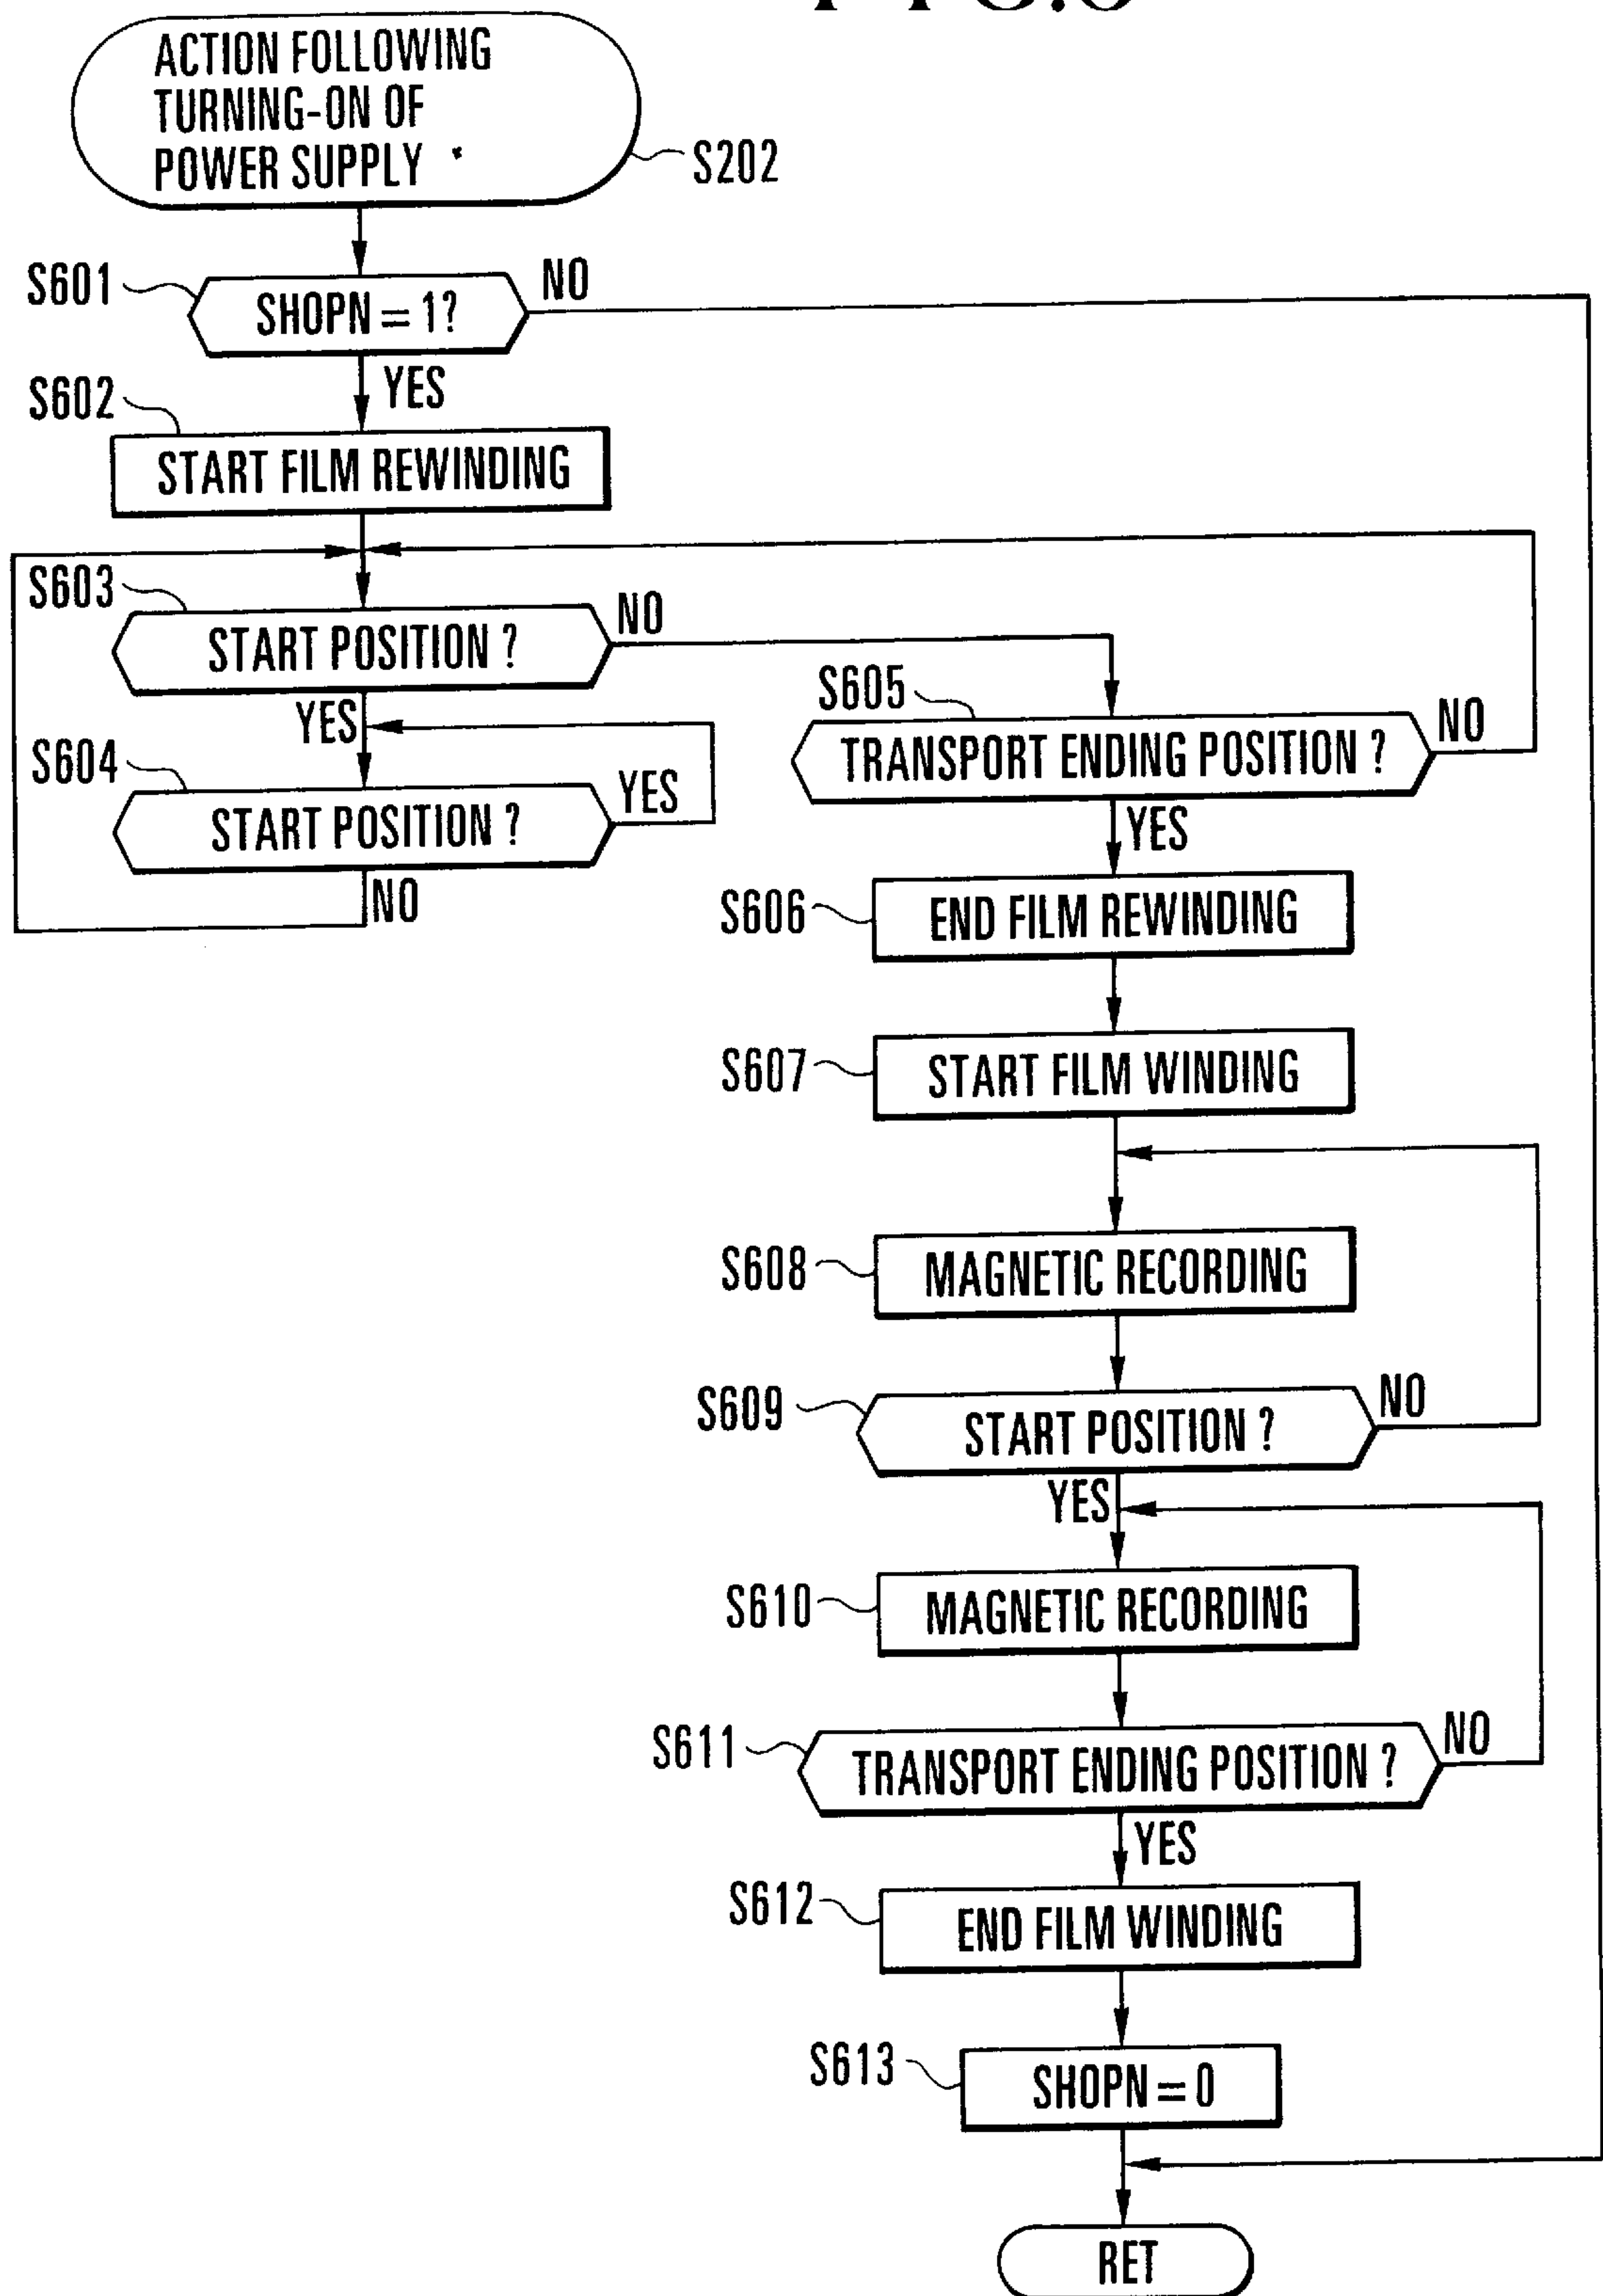 ACTION FOLLOWING
TURNING-ON OF
POWER SUPPLY
S202
S601
SHOPN = 1?
NO
YES
S602
START FILM REWINDING
S603
START POSITION ?
NO
YES
S604
START POSITION ?
YES
NO
S605
TRANSPORT ENDING POSITION ?
NO
YES
S606
END FILM REWINDING
S607
START FILM WINDING
S608
MAGNETIC RECORDING
S609
START POSITION ?
NO
YES
S610
MAGNETIC RECORDING
S611
TRANSPORT ENDING POSITION ?
NO
YES
S612
END FILM WINDING
S613
SHOPN = 0
RET